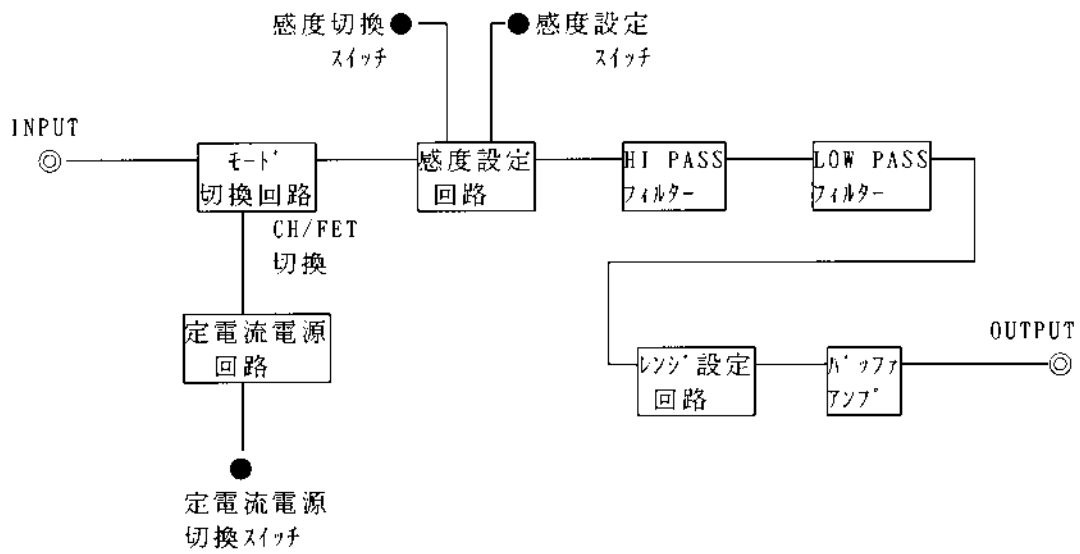 感度切換
スイッチ
感度設定
スイッチ
INPUT
モード
切換回路
感度設定
回路
HI PASS
フィルター
LOW PASS
フィルター
CH/FET
切換
定電流電源
回路
レンジ設定
回路
バッファ
アンプ
OUTPUT
定電流電源
切換スイッチ